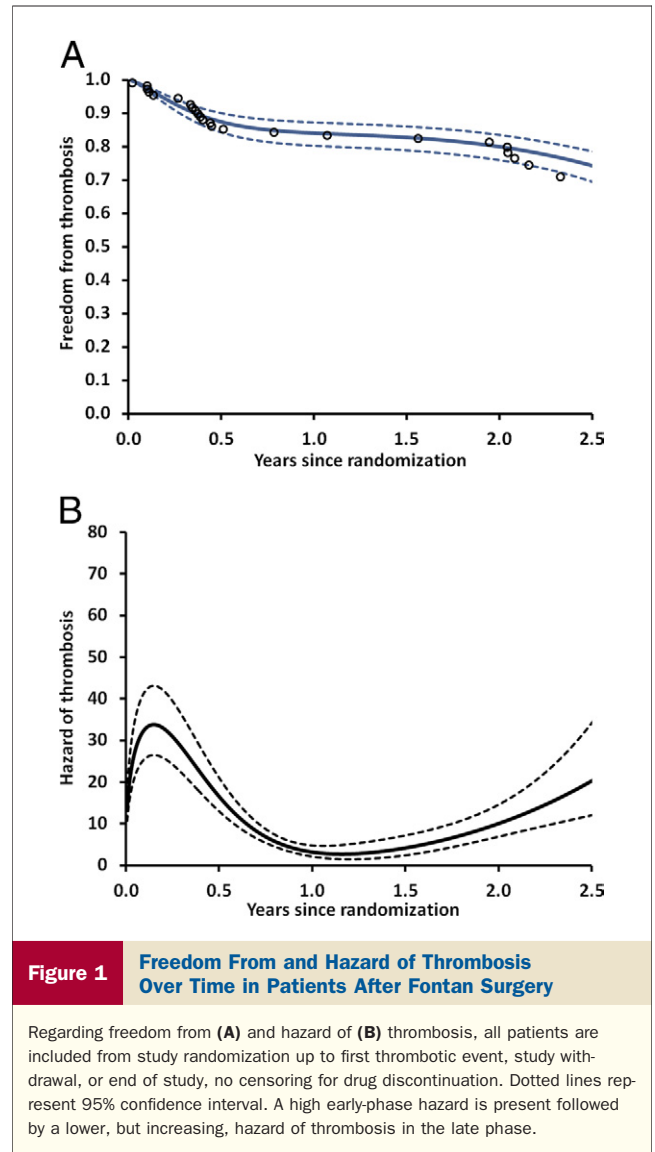 A
1.0
0.9
0.8
0.7
0.6
0.5
0.4
0.3
0.2
0.1
0.0
Freedom from thrombosis
0.0 0.5 1.0 1.5 2.0 2.5
Years since randomization
B
80
70
60
50
40
30
20
10
0
Hazard of thrombosis
0.0 0.5 1.0 1.5 2.0 2.5
Years since randomization
Figure 1
Freedom From and Hazard of Thrombosis
Over Time in Patients After Fontan Surgery
Regarding freedom from (A) and hazard of (B) thrombosis, all patients are
included from study randomization up to first thrombotic event, study with-
drawal, or end of study, no censoring for drug discontinuation. Dotted lines rep-
resent 95% confidence interval. A high early-phase hazard is present followed
by a lower, but increasing, hazard of thrombosis in the late phase.